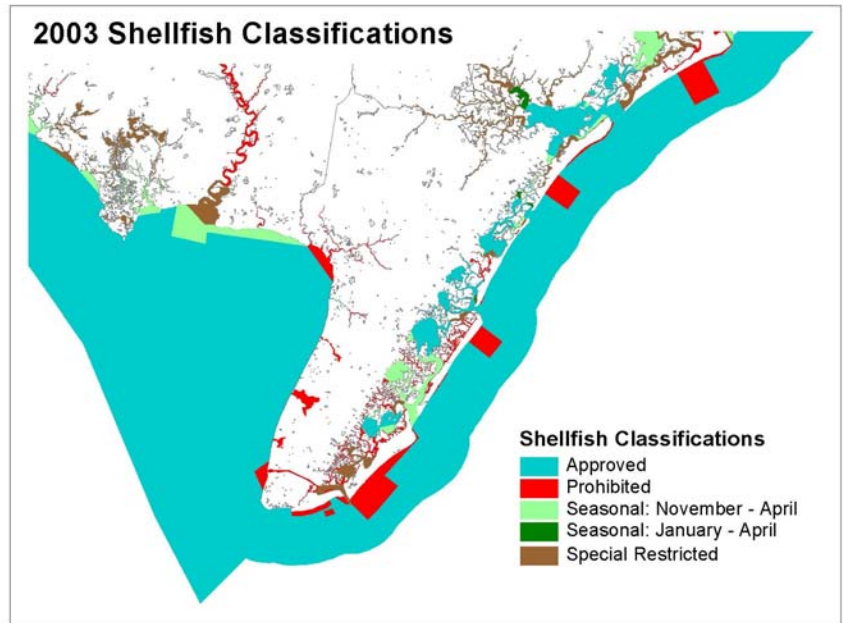 2003 Shellfish Classifications
Shellfish Classifications
Approved
Prohibited
Seasonal: November - April
Seasonal: January - April
Special Restricted